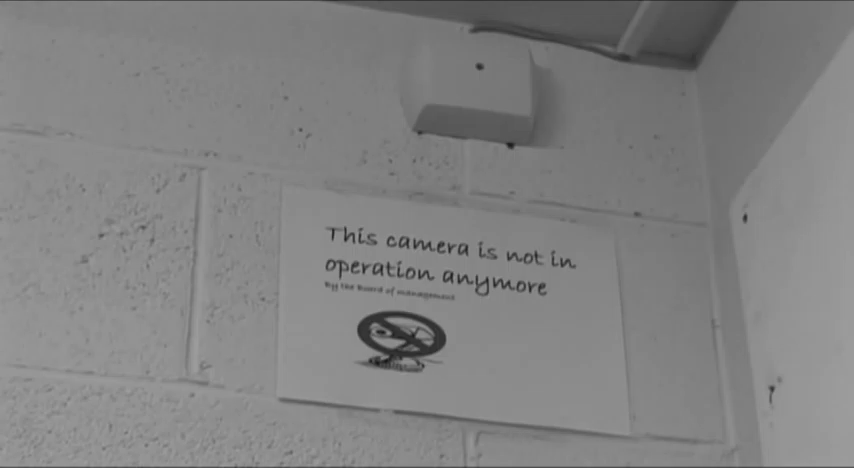 This camera is not in
operation anymore
By the Board of management